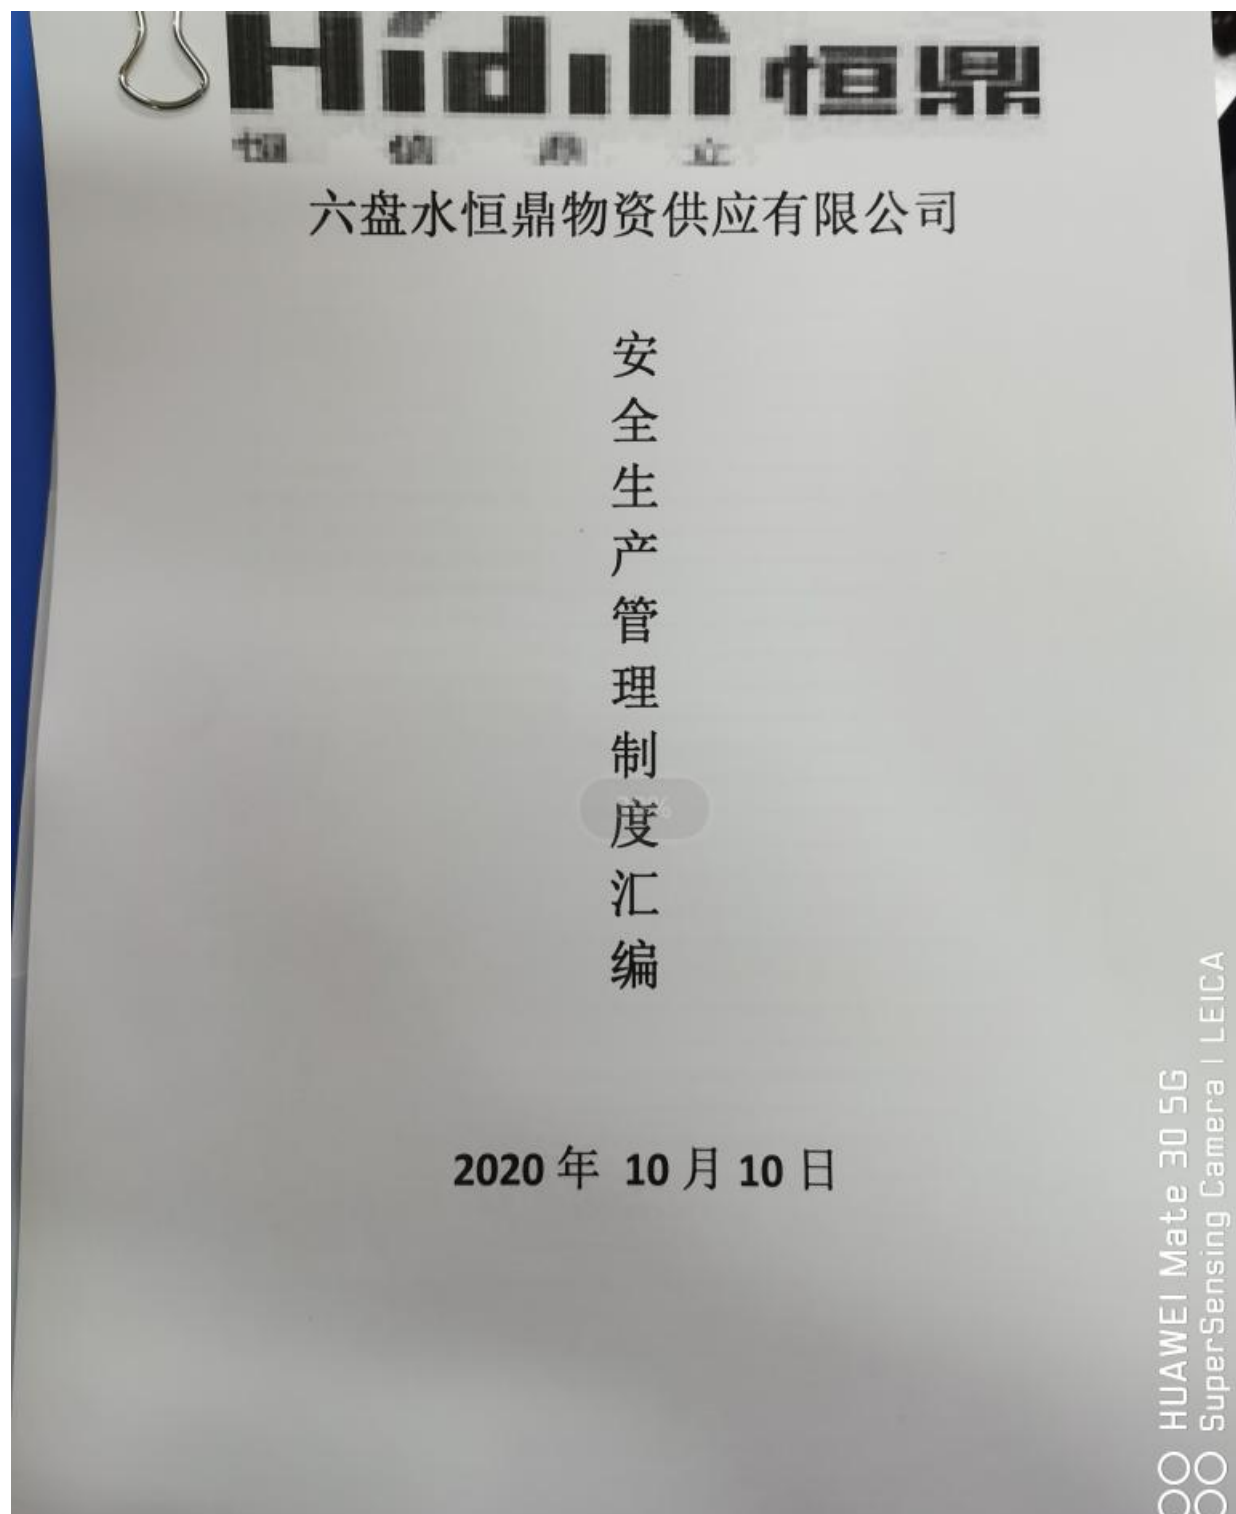 Hidili 恒鼎
六盘水恒鼎物资供应有限公司
安全生产管理制度汇编
2020年 10月10日
HUAWEI Mate 30 5G
SuperSensing Camera | LEICA